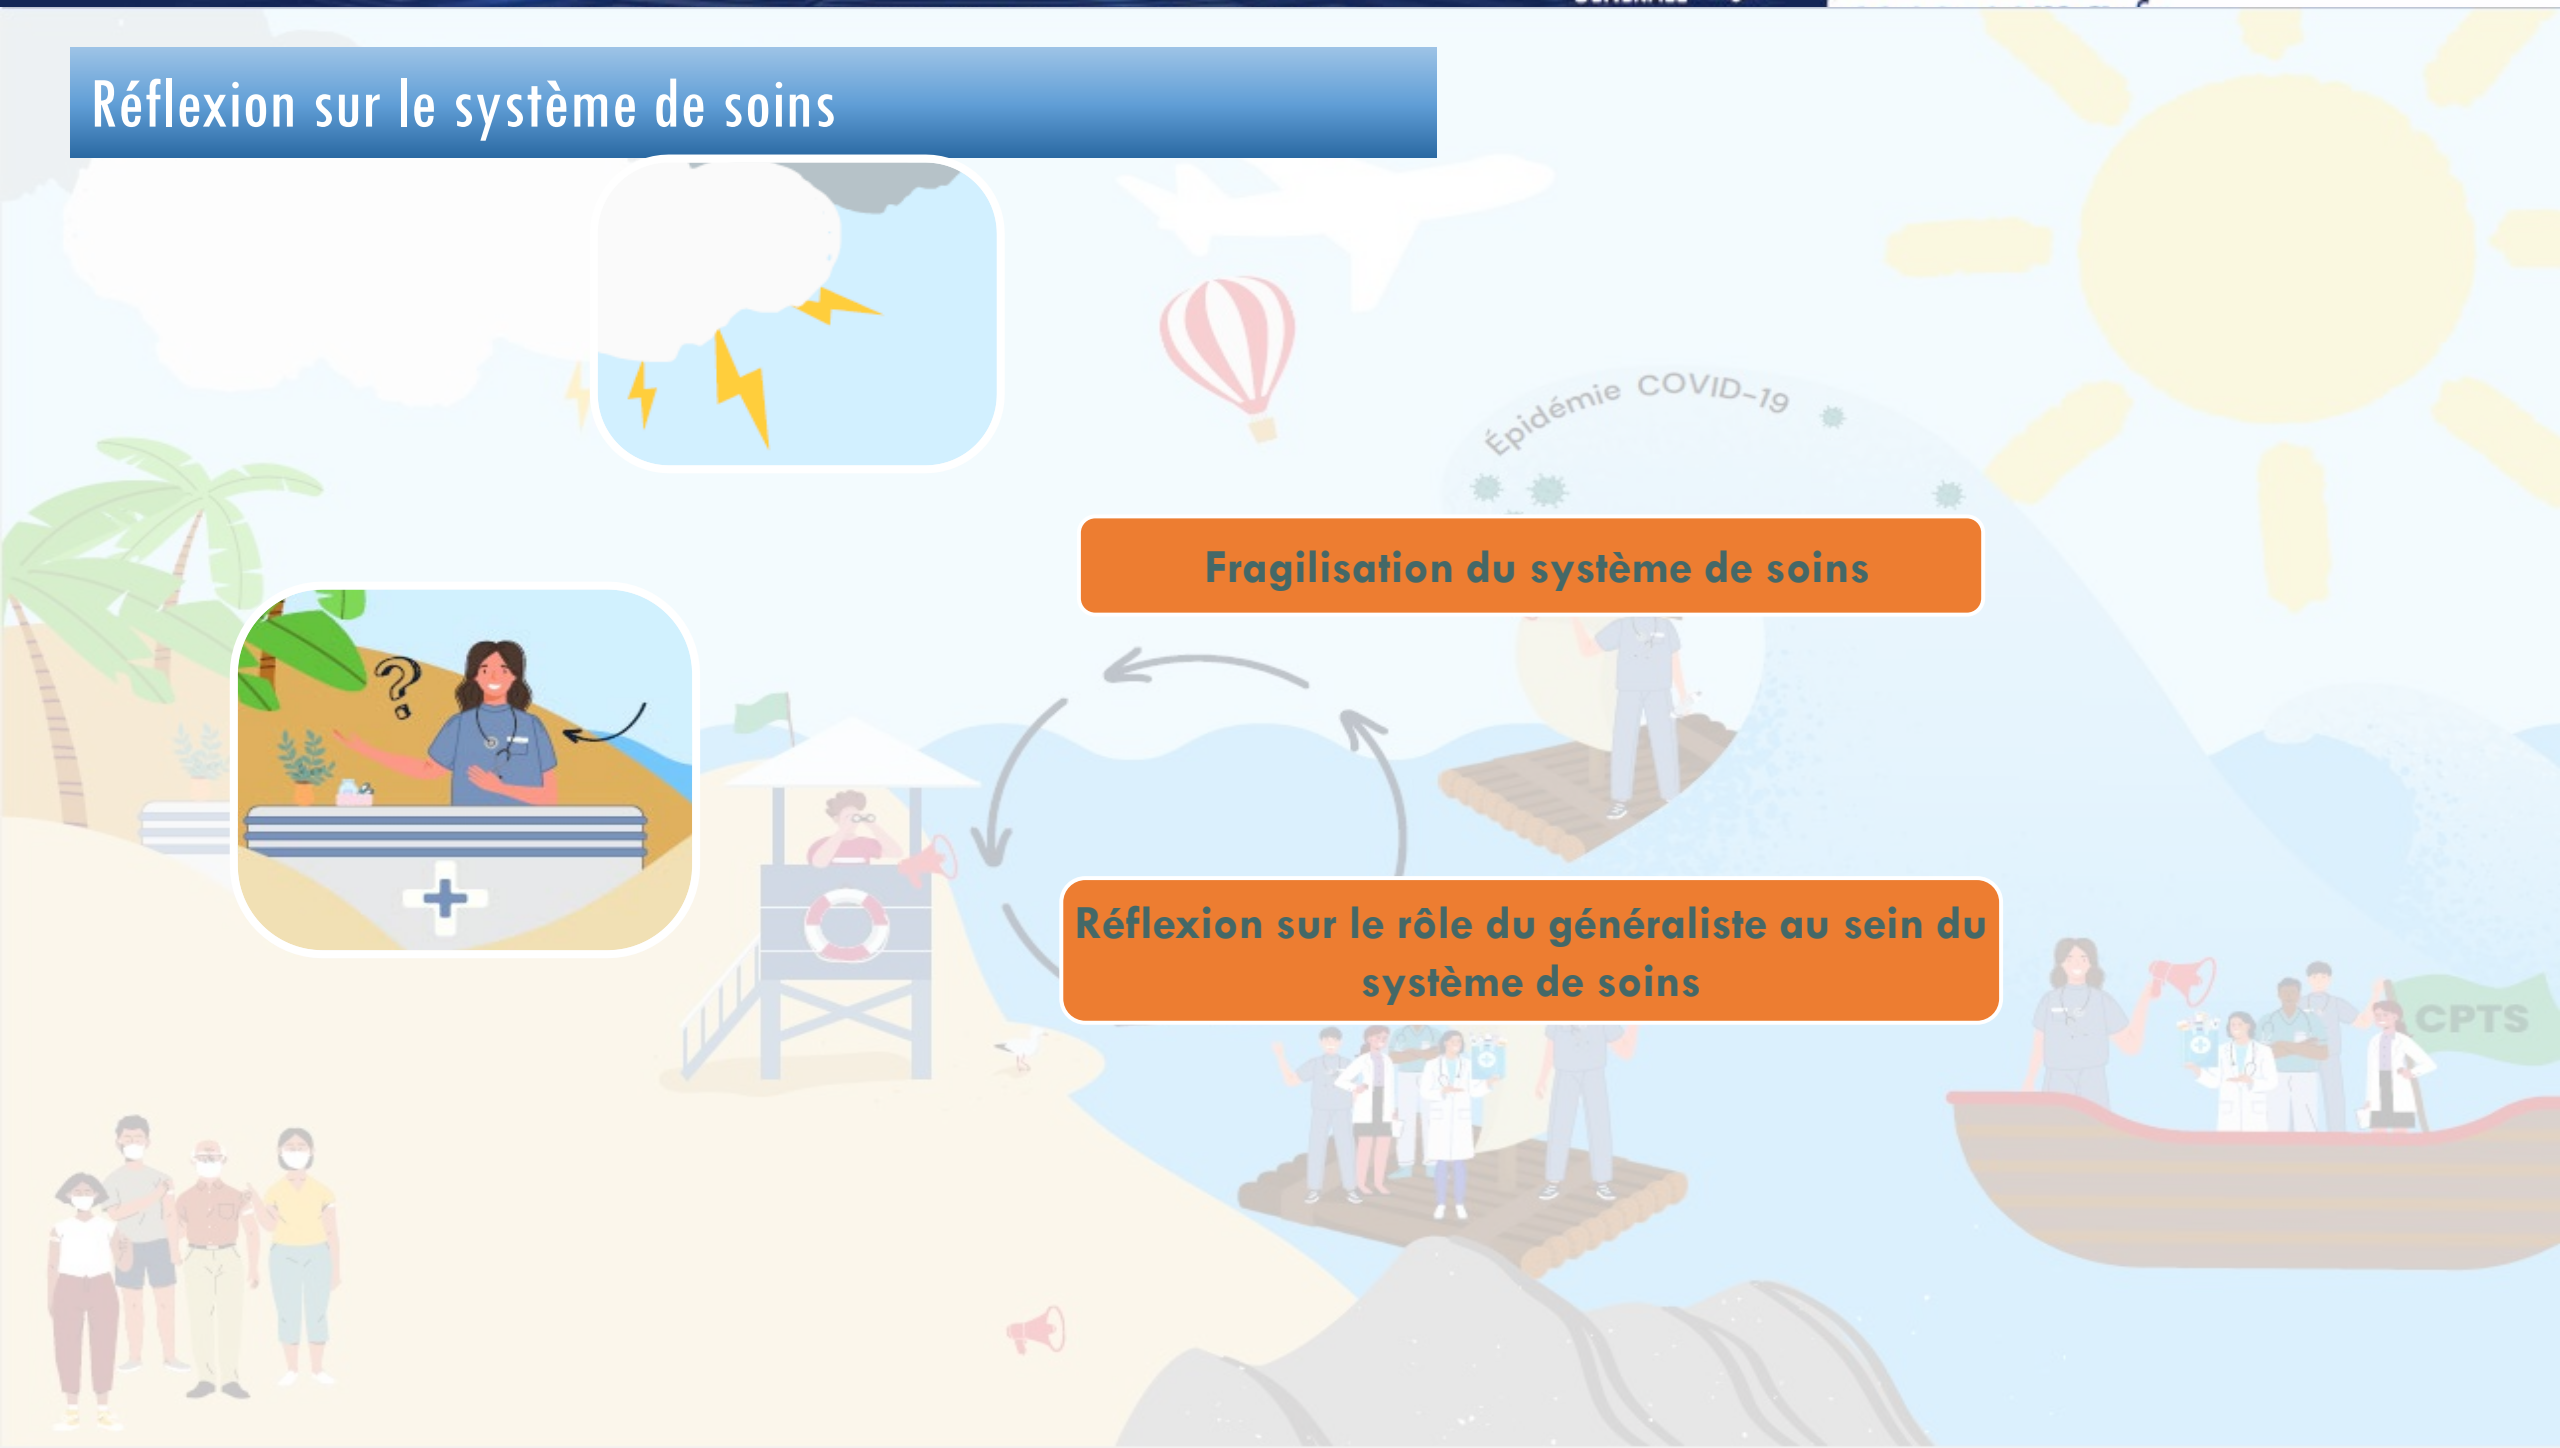 Réflexion sur le système de soins
Épidémie COVID-19
Fragilisation du système de soins
Réflexion sur le rôle du généraliste au sein du
système de soins
CPTS